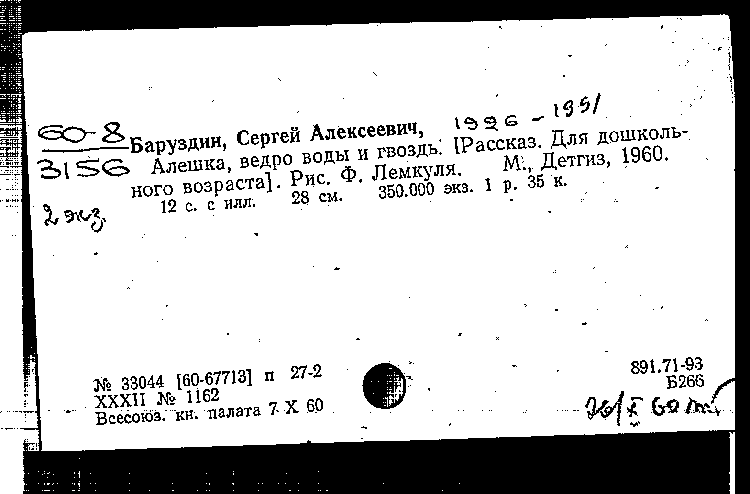 60-8 Баруздин, Сергей Алексеевич, 1926 - 1991
3156 Алешка, ведро воды и гвоздь. [Рассказ. Для дошколь-
ного возраста]. Рис. Ф. Лемкуля. М., Детгиз, 1960.
2 экз. 12 с. с илл. 28 см. 350.000 экз. 1 р. 35 к.
№ 33044 [60-67713] п 27-2
XXXII № 1162
Всесоюз. кн. палата 7 X 60
891.71-93
Б266
26/X 60